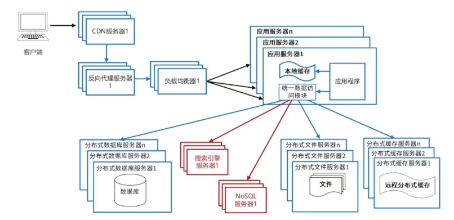 客户端
CDN服务器1
反向代理服务器
1
负载均衡器1
应用服务器n
应用服务器2
应用服务器1
本地缓存
应用程序
统一数据访
问模块
分布式数据库服务器n
分布式数据库服务器2
分布式数据库服务器1
数据库
搜索引擎
服务器1
NoSQL
服务器1
分布式文件服务器n
分布式文件服务器2
分布式文件服务器1
文件
分布式缓存服务器n
分布式缓存服务器2
分布式缓存服务器1
远程分布式缓存